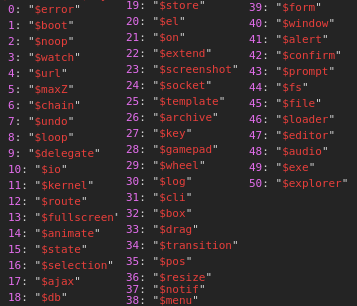 0: "$error"
1: "$boot"
2: "$noop"
3: "$watch"
4: "$url"
5: "$maxZ"
6: "$chain"
7: "$undo"
8: "$loop"
9: "$delegate"
10: "$io"
11: "$kernel"
12: "$route"
13: "$fullscreen"
14: "$animate"
15: "$state"
16: "$selection"
17: "$ajax"
18: "$db"
19: "$store"
20: "$el"
21: "$on"
22: "$extend"
23: "$screenshot"
24: "$socket"
25: "$template"
26: "$archive"
27: "$key"
28: "$gamepad"
29: "$wheel"
30: "$log"
31: "$cli"
32: "$box"
33: "$drag"
34: "$transition"
35: "$pos"
36: "$resize"
37: "$notif"
38: "$menu"
39: "$form"
40: "$window"
41: "$alert"
42: "$confirm"
43: "$prompt"
44: "$fs"
45: "$file"
46: "$loader"
47: "$editor"
48: "$audio"
49: "$exe"
50: "$explorer"